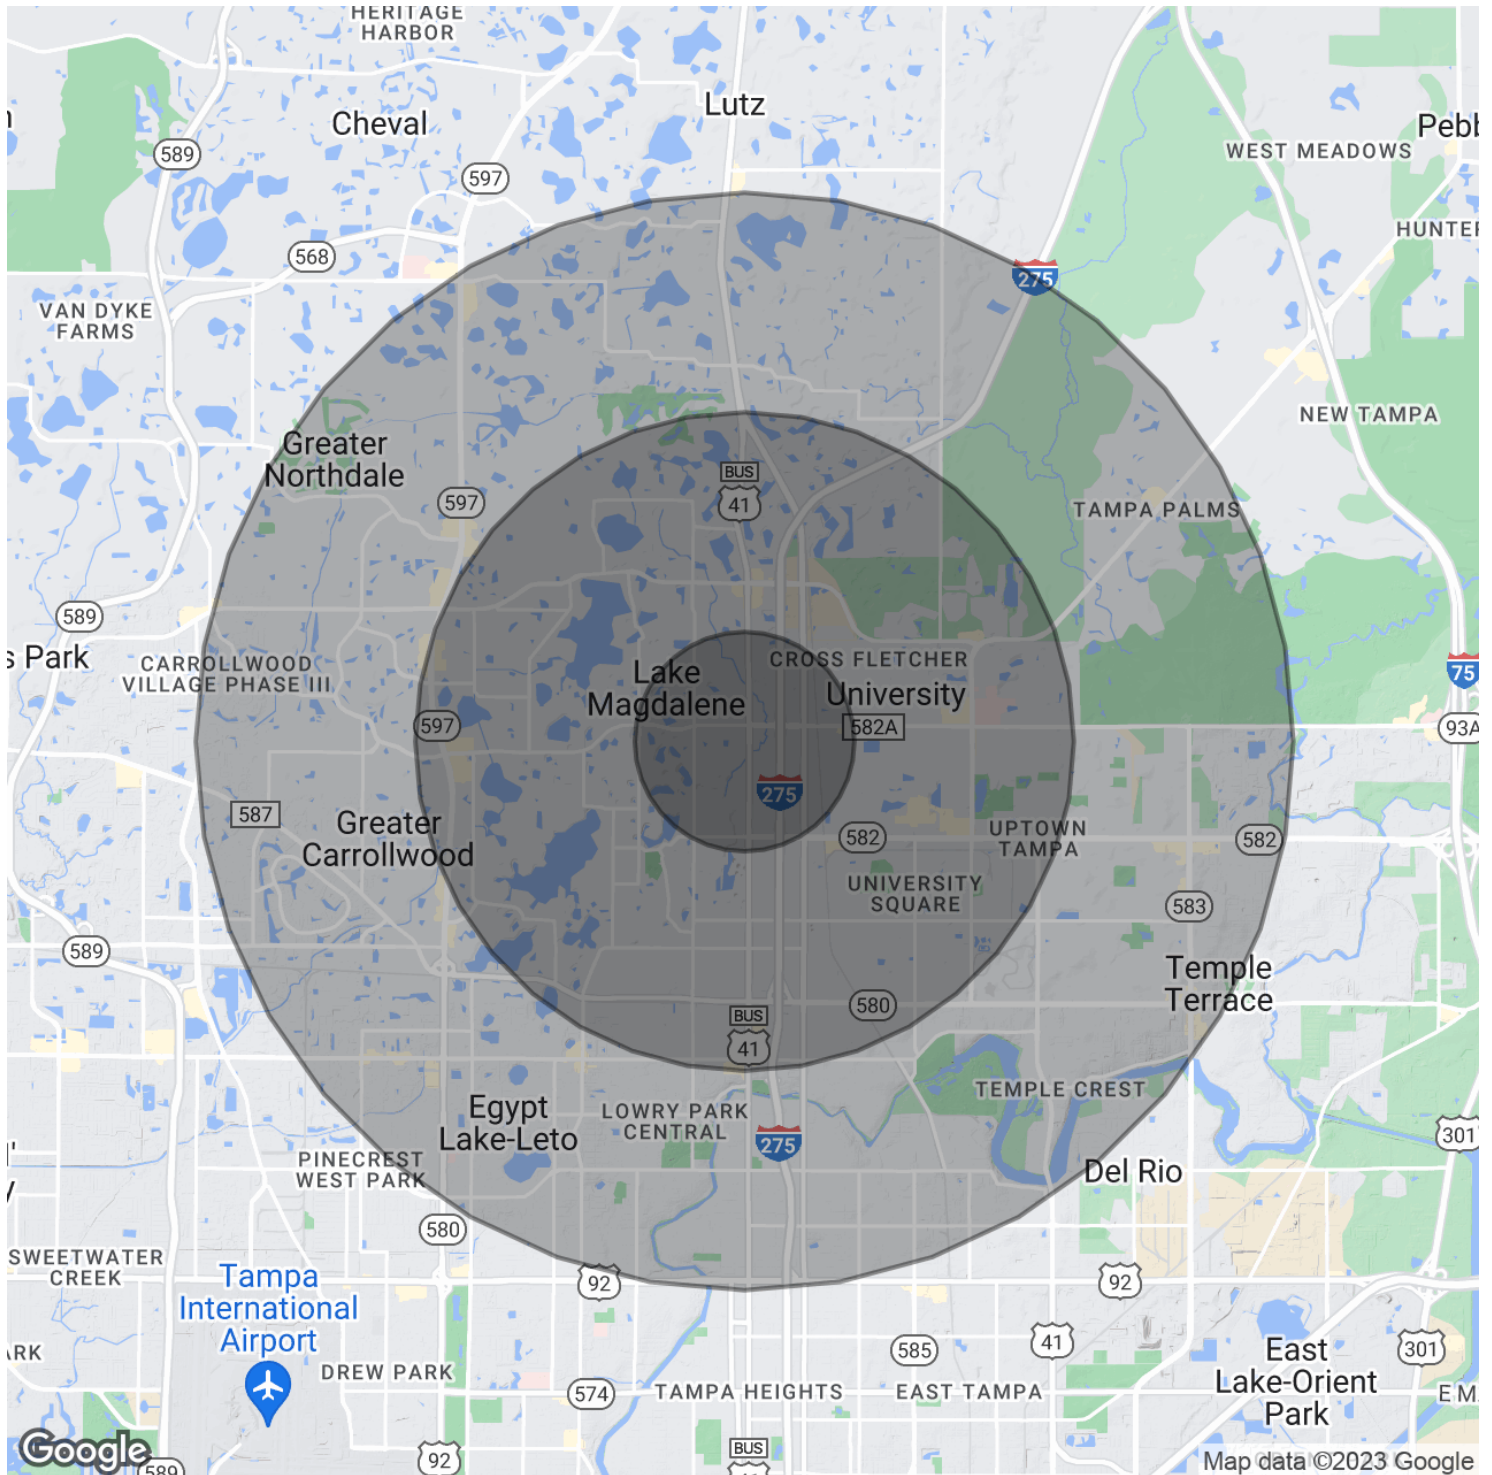 HERITAGE
HARBOR
Lutz
Cheval
Pebb
WEST MEADOWS
589
597
HUNTER
568
275
VAN DYKE
FARMS
NEW TAMPA
Greater
Northdale
BUS
41
597
TAMPA PALMS
589
s Park
CARROLLWOOD
VILLAGE PHASE III
Lake
Magdalene
CROSS FLETCHER
University
75
597
582A
93A
275
587
Greater
Carrollwood
582
UPTOWN
TAMPA
582
UNIVERSITY
SQUARE
583
589
Temple
Terrace
580
BUS
41
TEMPLE CREST
Egypt
Lake-Leto
LOWRY PARK
CENTRAL
275
301
PINECREST
WEST PARK
Del Rio
580
SWEETWATER
CREEK
92
92
Tampa
International
Airport
41
585
301
ARK
East
Lake-Orient
Park
DREW PARK
574
TAMPA HEIGHTS
EAST TAMPA
E M
BUS
92
Google
589
41
Map data ©2023 Google